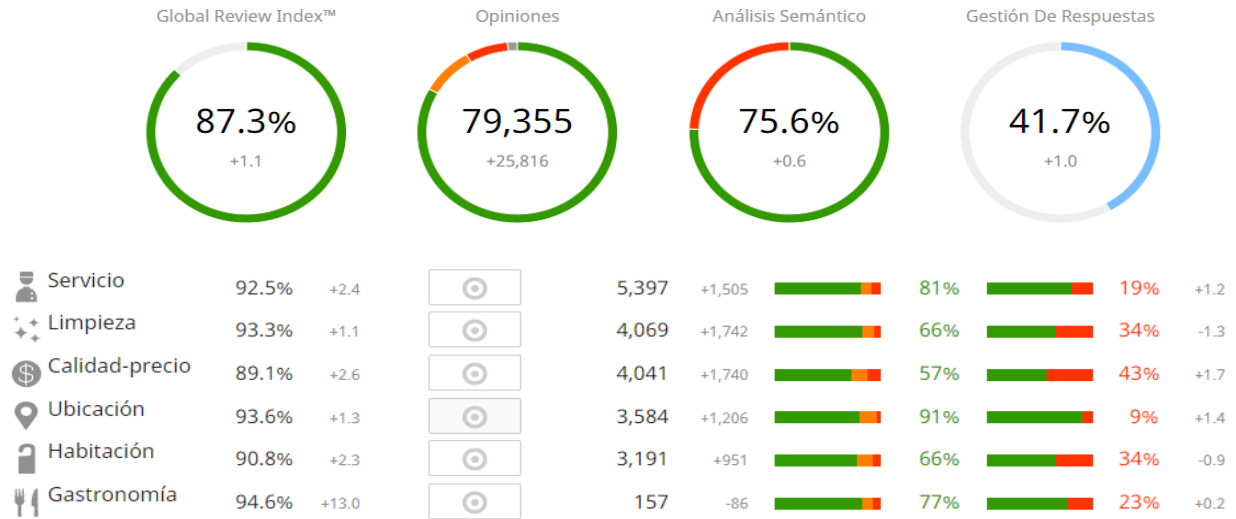 Global Review Index™ Opiniones Análisis Semántico Gestión De Respuestas
87.3% 79,355 75.6% 41.7%
+1.1 +25,816 +0.6 +1.0
Servicio 92.5% +2.4 5,397 +1,505 81% 19% +1.2
Limpieza 93.3% +1.1 4,069 +1,742 66% 34% -1.3
Calidad-precio 89.1% +2.6 4,041 +1,740 57% 43% +1.7
Ubicación 93.6% +1.3 3,584 +1,206 91% 9% +1.4
Habitación 90.8% +2.3 3,191 +951 66% 34% -0.9
Gastronomía 94.6% +13.0 157 -86 77% 23% +0.2